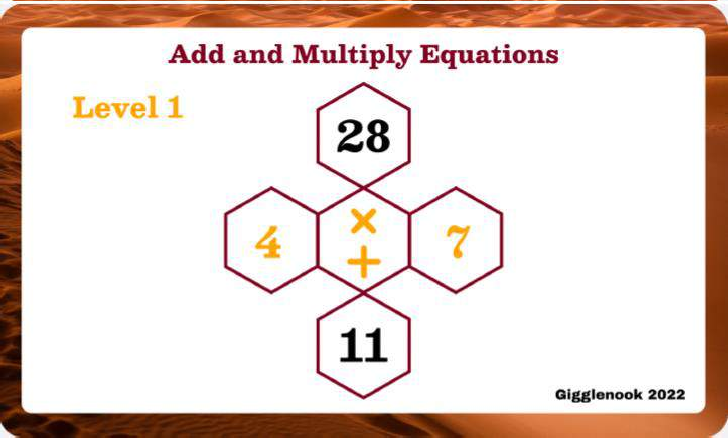 Add and Multiply Equations
Level 1
28
×
4 7
+
11
Gigglenook 2022